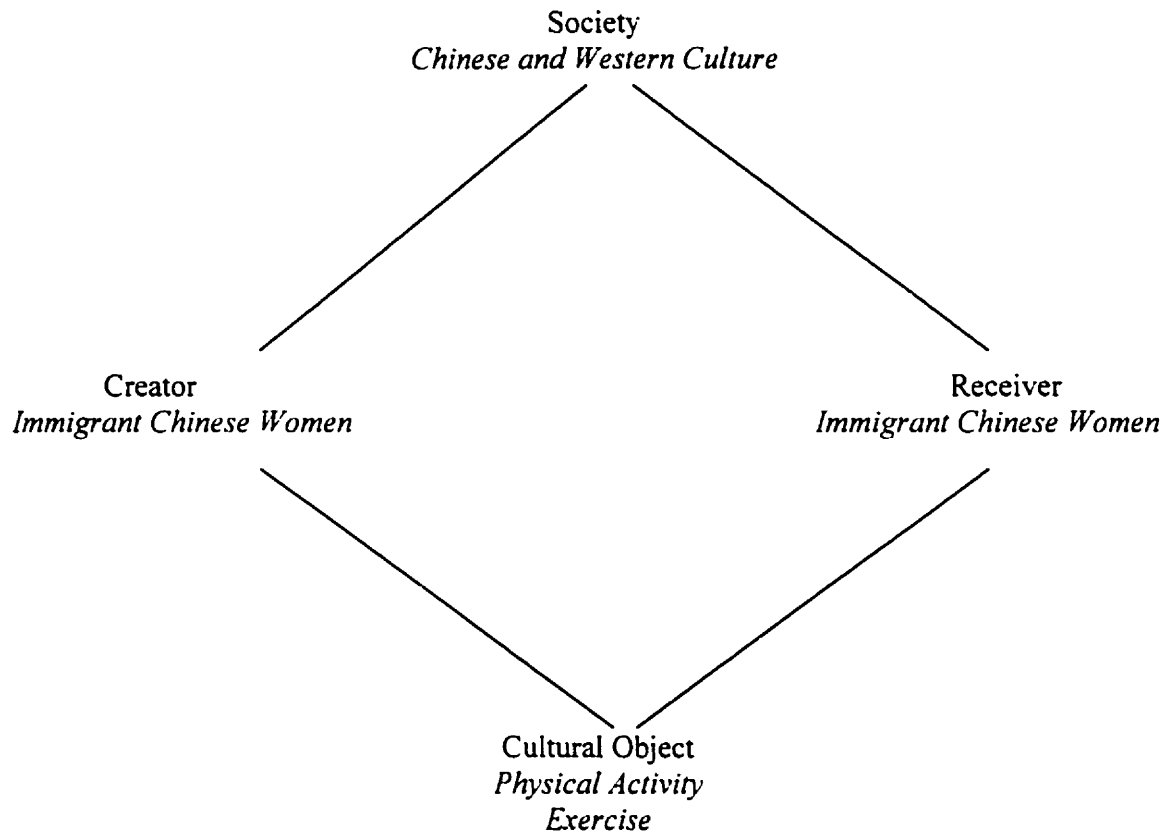 Society
Chinese and Western Culture
Creator
Immigrant Chinese Women
Receiver
Immigrant Chinese Women
Cultural Object
Physical Activity
Exercise